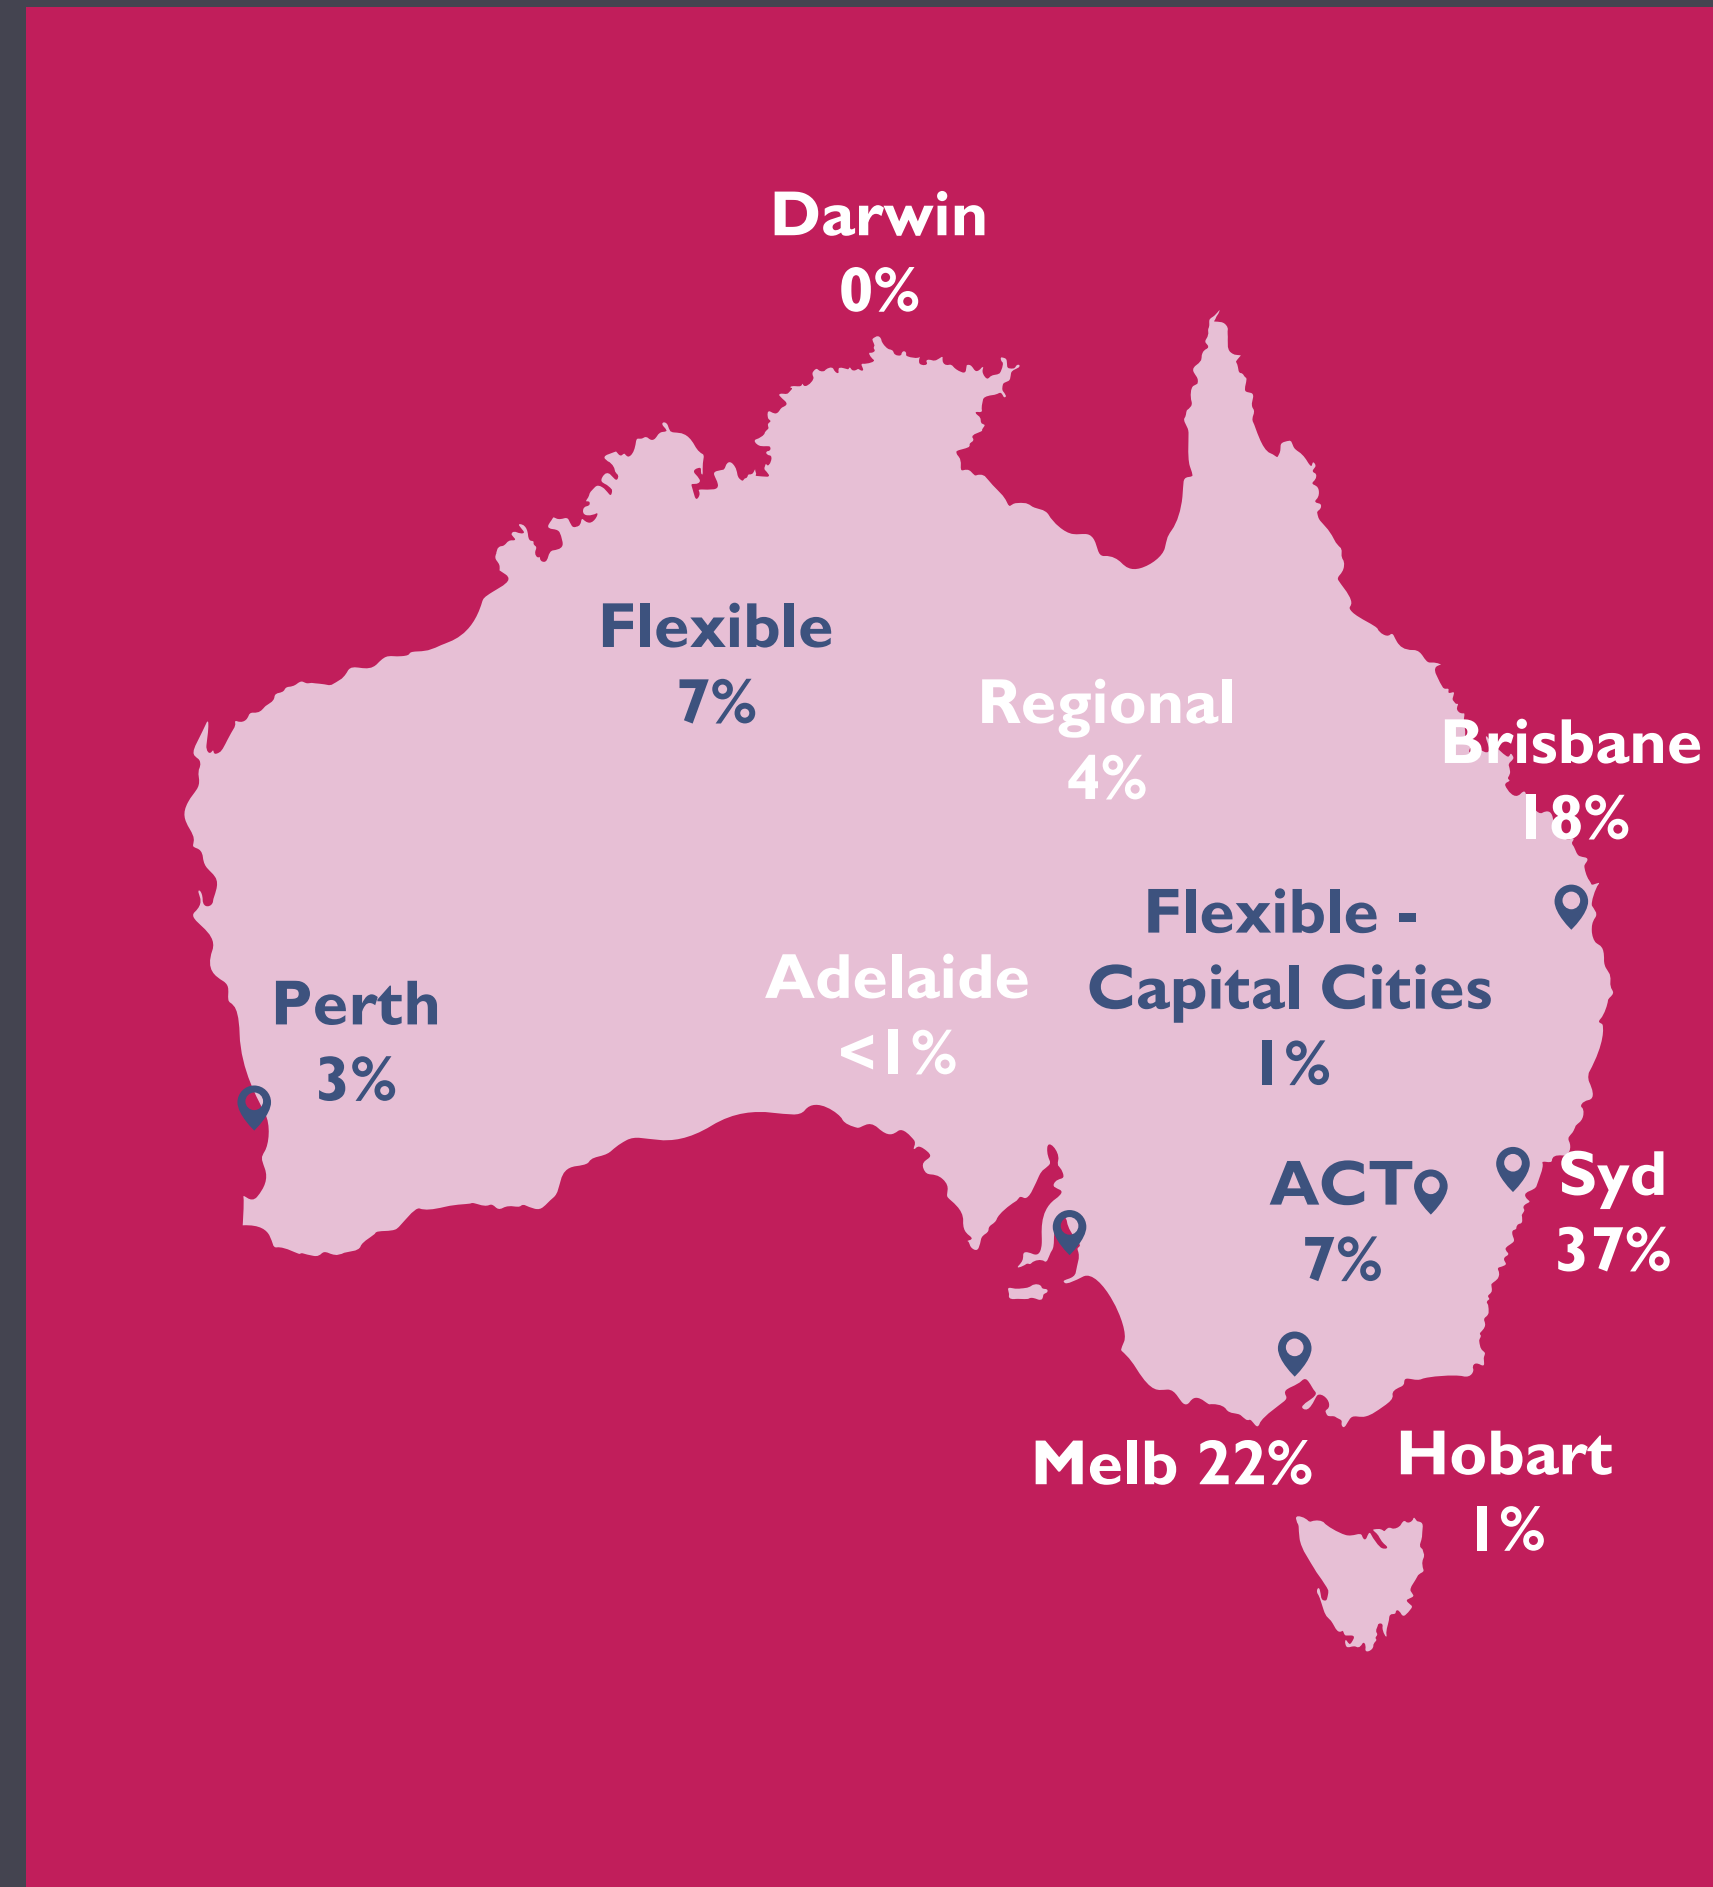 Darwin
0%
Flexible
7%
Regional
4%
Brisbane
18%
Flexible -
Capital Cities
1%
Adelaide
<1%
Perth
3%
ACT
7%
Syd
37%
Melb 22%
Hobart
1%